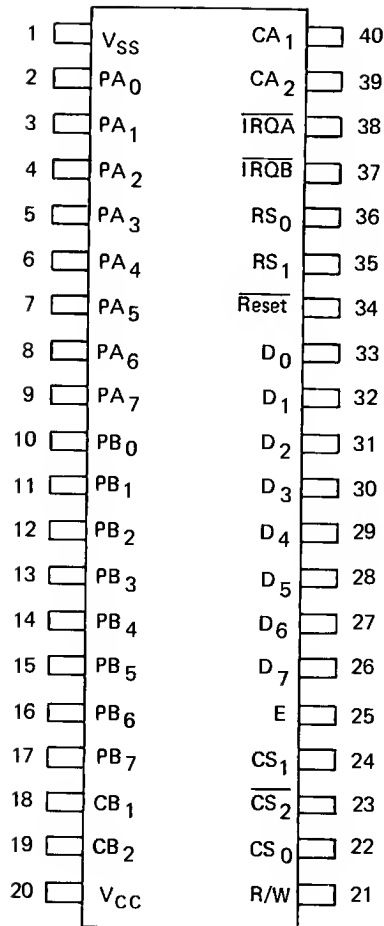 1 VSS CA1 40
2 PA0 CA2 39
3 PA1 IRQA 38
4 PA2 IRQB 37
5 PA3 RS0 36
6 PA4 RS1 35
7 PA5 Reset 34
8 PA6 D0 33
9 PA7 D1 32
10 PB0 D2 31
11 PB1 D3 30
12 PB2 D4 29
13 PB3 D5 28
14 PB4 D6 27
15 PB5 D7 26
16 PB6 E 25
17 PB7 CS1 24
18 CB1 CS2 23
19 CB2 CS0 22
20 VCC R/W 21